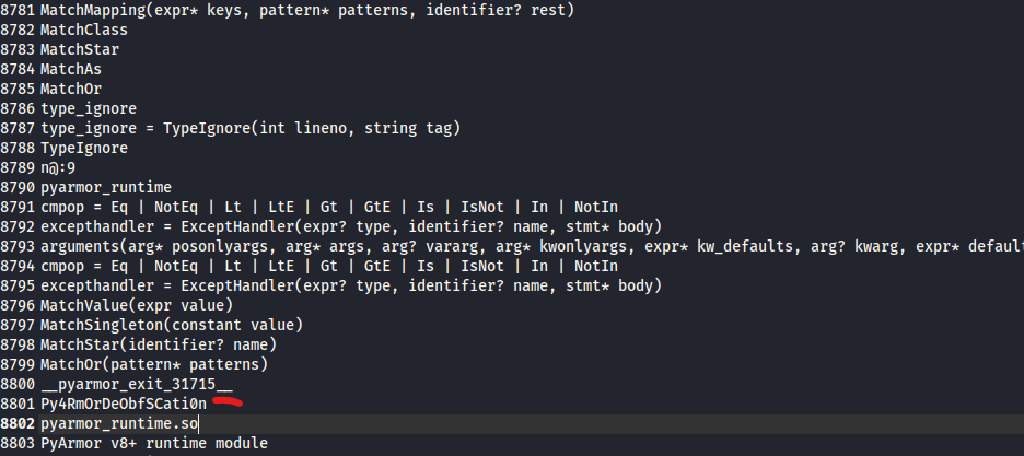 8781 MatchMapping(expr* keys, pattern* patterns, identifier? rest)
8782 MatchClass
8783 MatchStar
8784 MatchAs
8785 MatchOr
8786 type_ignore
8787 type_ignore = TypeIgnore(int lineno, string tag)
8788 TypeIgnore
8789 n@:9
8790 pyarmor_runtime
8791 cmpop = Eq | NotEq | Lt | LtE | Gt | GtE | Is | IsNot | In | NotIn
8792 excepthandler = ExceptHandler(expr? type, identifier? name, stmt* body)
8793 arguments(arg* posonlyargs, arg* args, arg? vararg, arg* kwonlyargs, expr* kw_defaults, arg? kwarg, expr* default
8794 cmpop = Eq | NotEq | Lt | LtE | Gt | GtE | Is | IsNot | In | NotIn
8795 excepthandler = ExceptHandler(expr? type, identifier? name, stmt* body)
8796 MatchValue(expr value)
8797 MatchSingleton(constant value)
8798 MatchStar(identifier? name)
8799 MatchOr(pattern* patterns)
8800 __pyarmor_exit_31715__
8801 Py4RmOrDeObfSCati0n
8802 pyarmor_runtime.so
8803 PyArmor v8+ runtime module